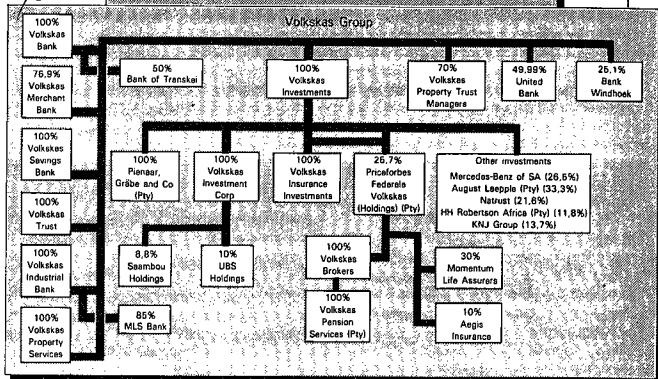 Volkskas Group
100%
Volkskas
Bank
50%
Bank of Transkei
100%
Volkskas
Investments
70%
Volkskas
Property Trust
Managers
49,99%
United
Bank
25,1%
Bank
Windhoek
76,9%
Volkskas
Merchant
Bank
100%
Volkskas
Savings
Bank
100%
Volkskas
Trust
100%
Volkskas
Industrial
Bank
85%
MLS Bank
100%
Volkskas
Property
Services
100%
Pienaar,
Gräbe and Co
(Pty)
100%
Volkskas
Investment
Corp
100%
Volkskas
Insurance
Investments
26,7%
Priceforbes
Federale
Volkskas
(Holdings) (Pty)
Other investments
Mercedes-Benz of SA (26,5%)
August Laepple (Pty) (33,3%)
Natrust (21,6%)
HH Robertson Africa (Pty) (11,8%)
KNJ Group (13,7%)
8,8%
Saambou
Holdings
10%
UBS
Holdings
100%
Volkskas
Brokers
100%
Volkskas
Pension
Services (Pty)
30%
Momentum
Life Assurers
10%
Aegis
Insurance